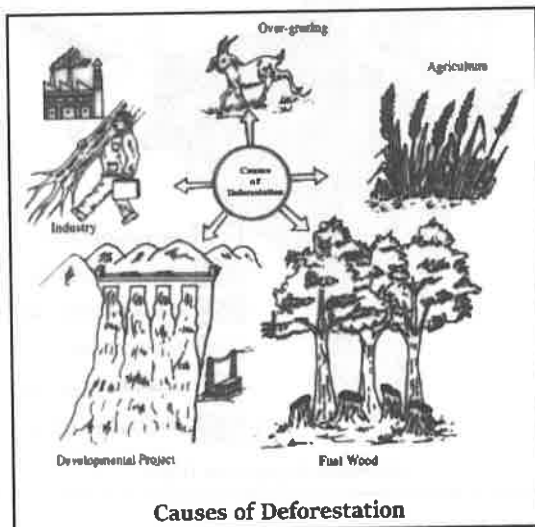 Over-grazing
Agriculture
Causes
of
Deforestation
Industry
Developmental Project
Fuel Wood
Causes of Deforestation